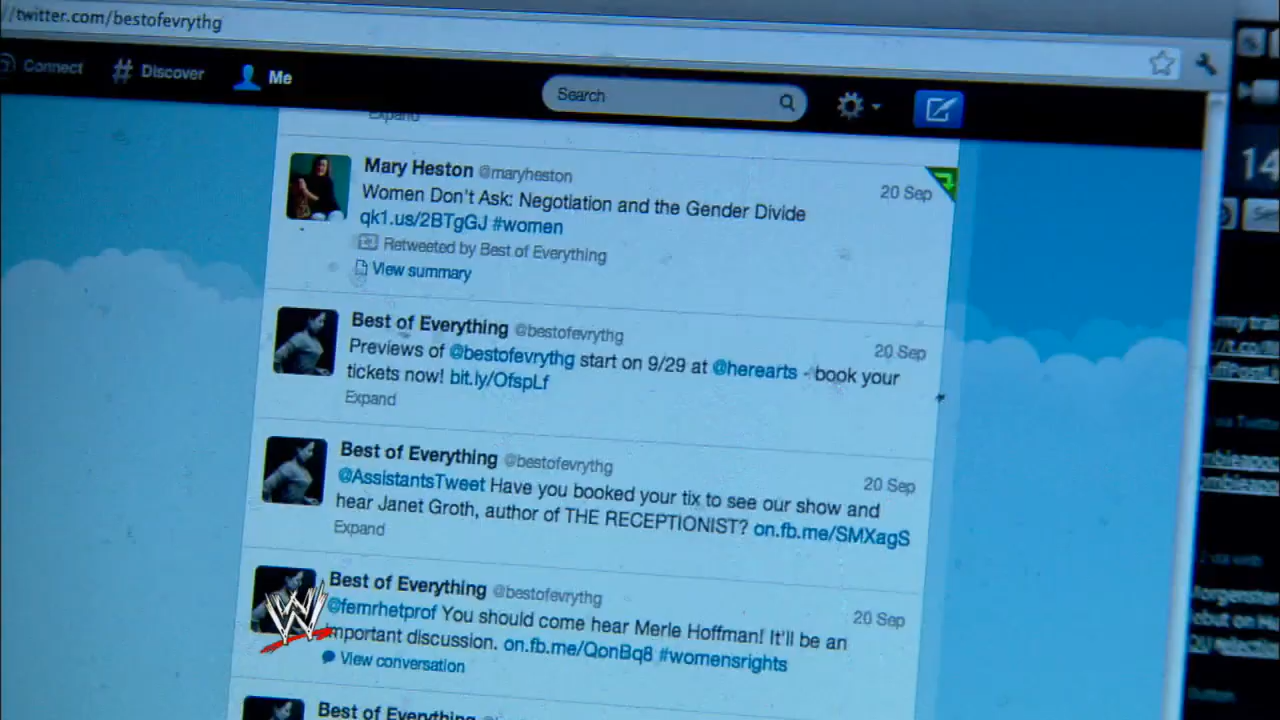 //twitter.com/bestofevrythg
Connect # Discover Me Search
Expand
Mary Heston @maryheston 20 Sep
Women Don't Ask: Negotiation and the Gender Divide
qk1.us/2BTgGJ #women
Retweeted by Best of Everything
View summary
Best of Everything @bestofevrythg 20 Sep
Previews of @bestofevrythg start on 9/29 at @herearts - book your
tickets now! bit.ly/OfspLf
Expand
Best of Everything @bestofevrythg 20 Sep
@AssistantsTweet Have you booked your tix to see our show and
hear Janet Groth, author of THE RECEPTIONIST? on.fb.me/SMXagS
Expand
Best of Everything @bestofevrythg 20 Sep
@femrhetprof You should come hear Merle Hoffman! It'll be an
important discussion. on.fb.me/QonBq8 #womensrights
View conversation
Best of Everything
14
W